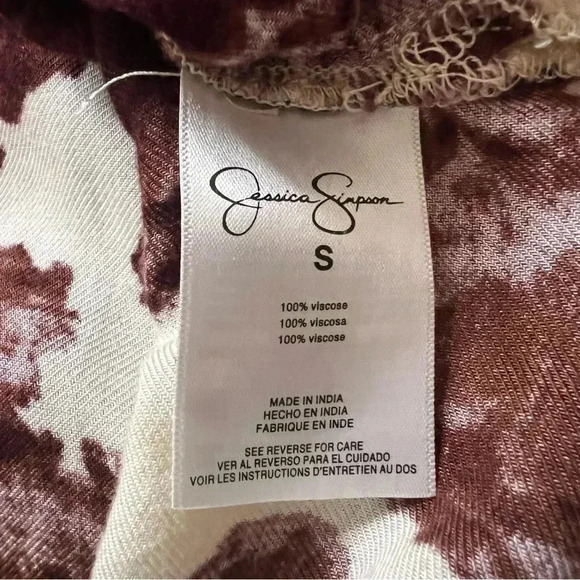 Jessica Simpson
S
100% viscose
100% viscosa
100% viscose
MADE IN INDIA
HECHO EN INDIA
FABRIQUE EN INDE
SEE REVERSE FOR CARE
VER AL REVERSO PARA EL CUIDADO
VOIR LES INSTRUCTIONS D'ENTRETIEN AU DOS